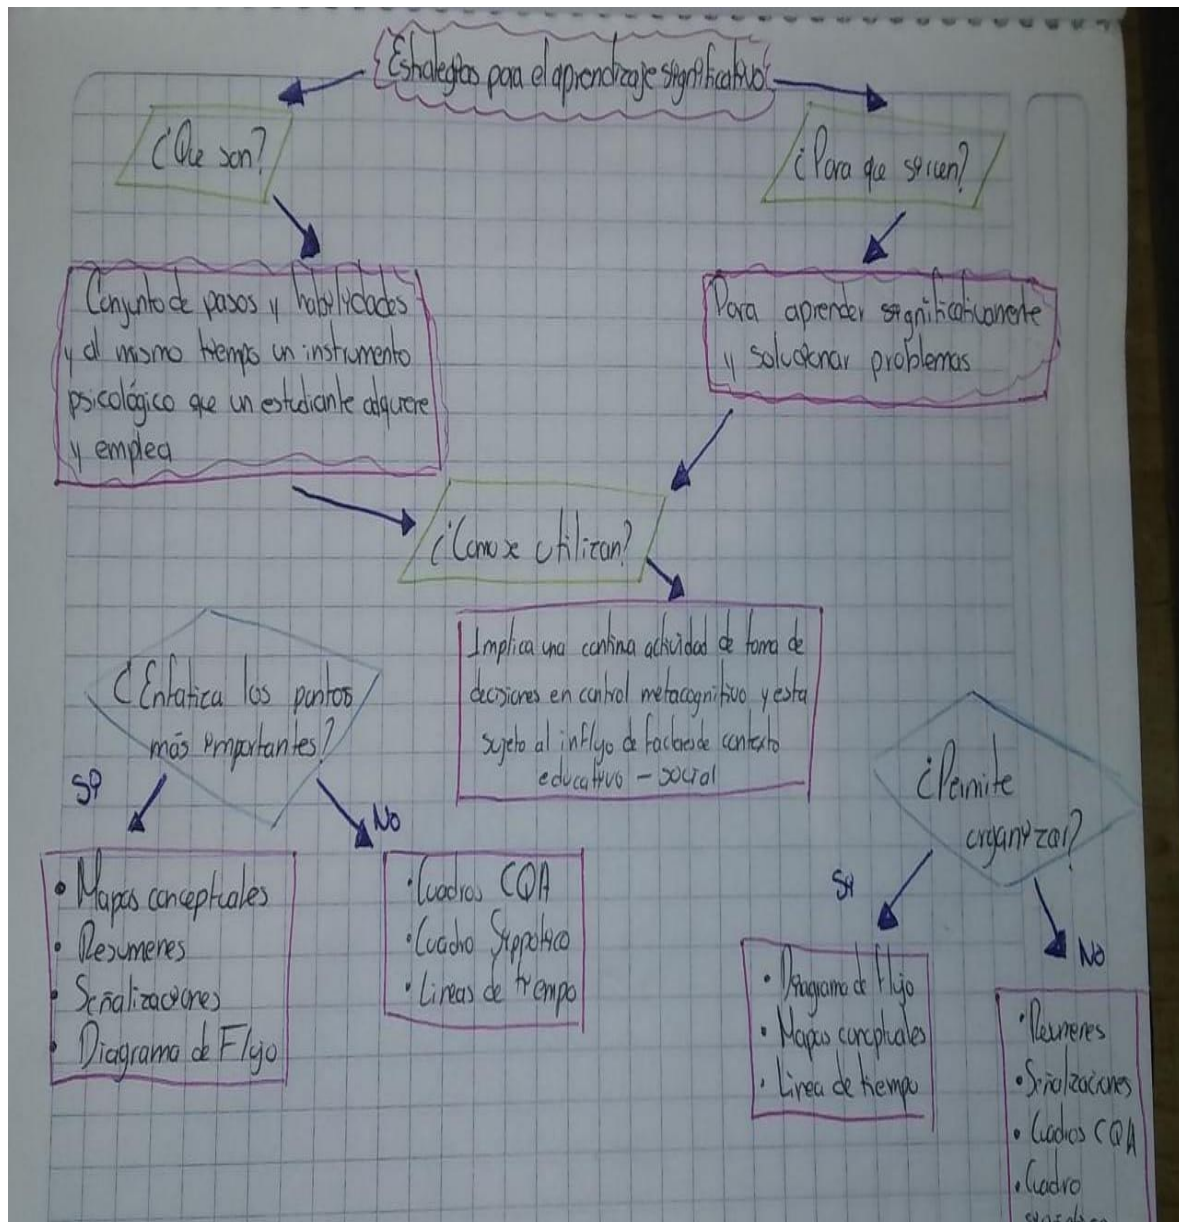 Estrategias para el aprendizaje significativo
¿Que son?
¿Para que sirven?
Conjunto de pasos y habilidades
y al mismo tiempo un instrumento
psicológico que un estudiante adquiere
y emplea
Para aprender significativamente
y solucionar problemas
¿Como se utilizan?
Implica una contina actividad de toma de
decisiones en control metacognitivo y esta
sujeto al influjo de factores de contexto
educativo - social
¿Enfatiza los puntos
más importantes?
Si
No
• Mapas conceptuales
• Resumenes
• Señalizaciones
• Diagrama de Flujo
• Cuadros CQA
• Cuadro Sinpotico
• Lineas de tiempo
¿Permite
organizar?
Si
No
• Diagrama de Flujo
• Mapas conceptuales
• Linea de tiempo
• Resumenes
• Señalizaciones
• Cuadros CQA
• Cuadro